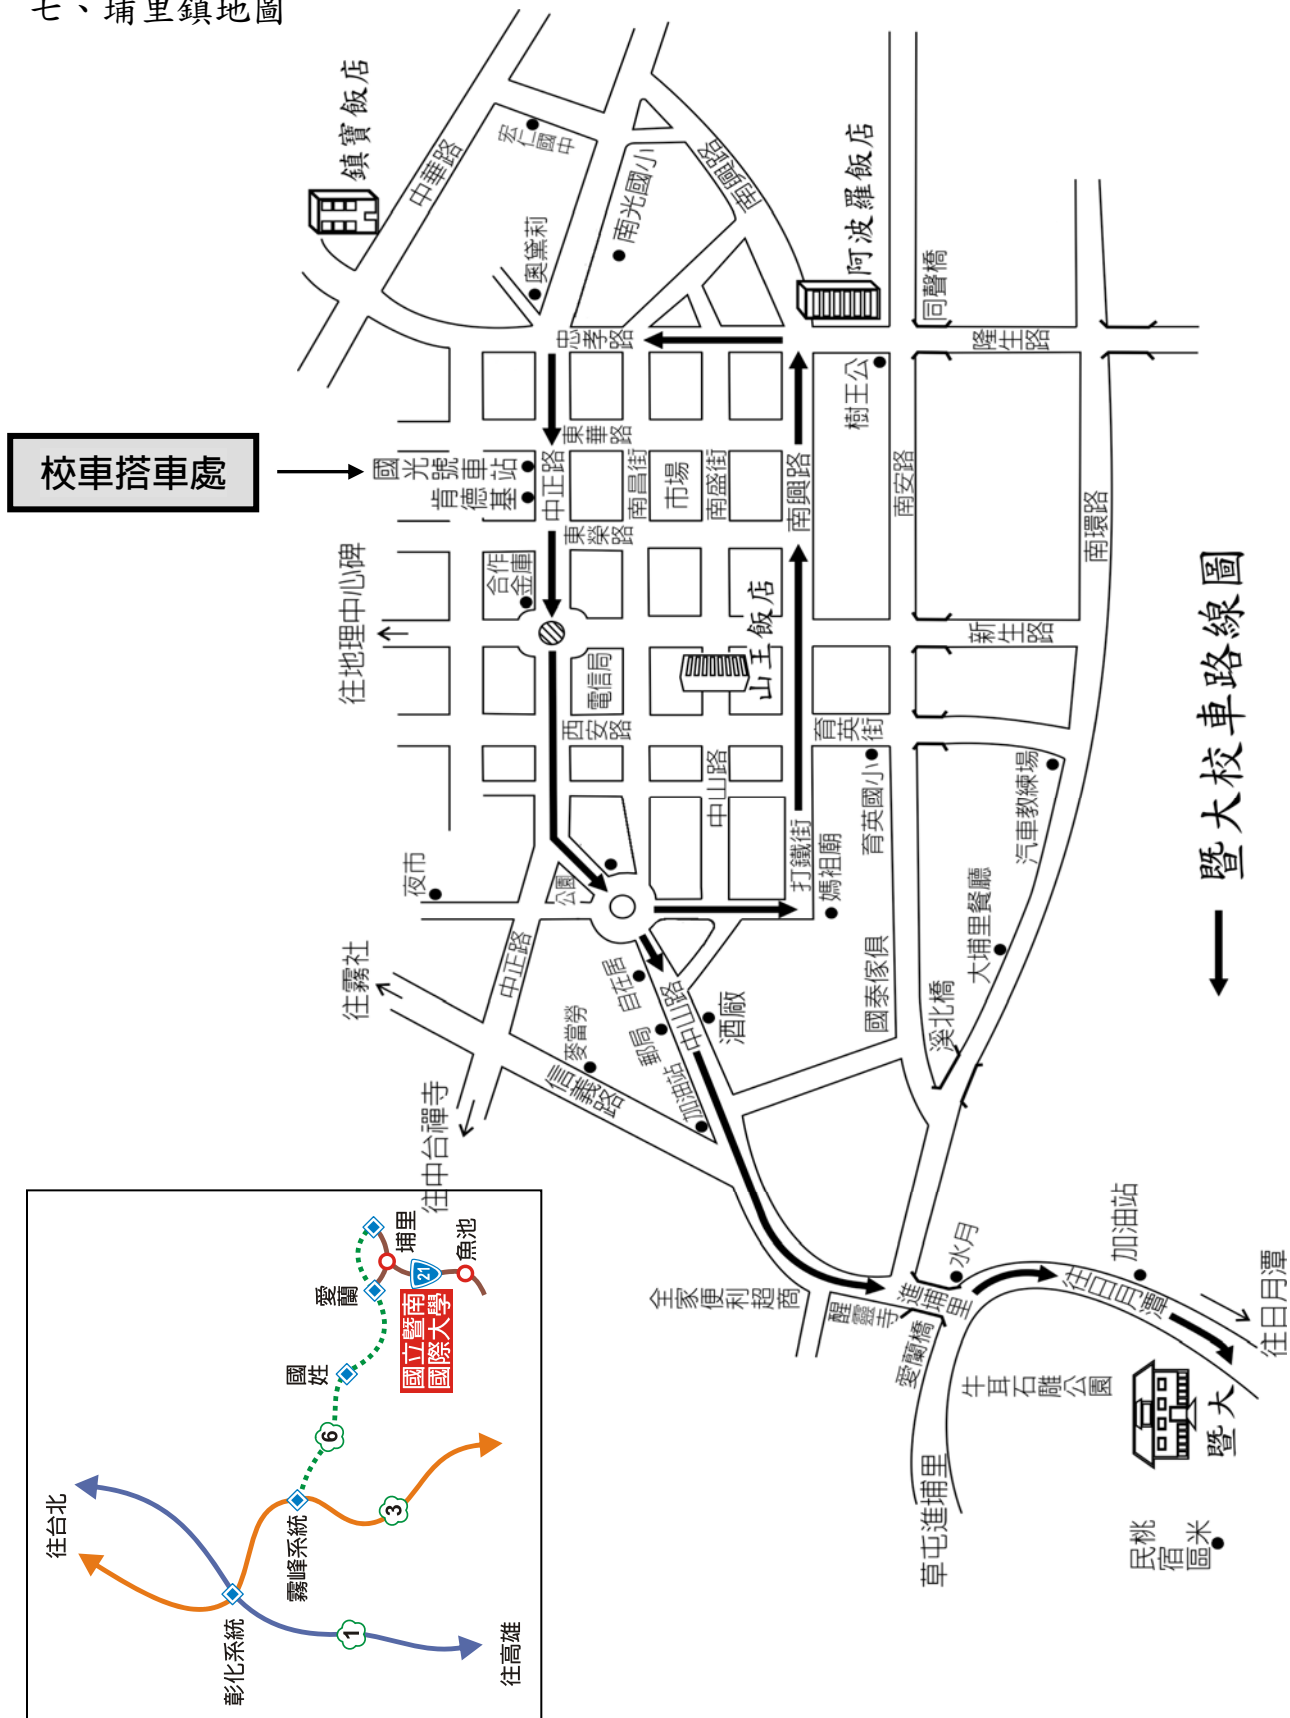 七、埔里鎮地圖
鎮寶飯店
中華路
宏仁
國中
南興路
南光國小
奧黛莉
阿波羅飯店
同聲橋
忠孝路
隆生路
樹王公
校車搭車處
國光號車站
肯德基
中正路
東華路
南昌街
市場
南盛街
南興路
南安路
南環路
東榮路
合作
金庫
往地理中心碑
電信局
山王飯店
新生路
西安路
育英街
中山路
育英國小
汽車教練場
打鐵街
媽祖廟
夜市
公園
中正路
往霧社
自在居
郵局
中山路
酒廠
國泰傢俱
大埔里餐廳
溪北橋
麥當勞
信義路
加油站
往中台禪寺
全家便利超商
醒靈寺
進埔里
水月
愛蘭橋
往日月潭
加油站
往日月潭
牛耳石雕公園
暨大
草屯進埔里
桃米
民宿區
暨大校車路線圖
往台北
彰化系統
霧峰系統
國姓
愛蘭
埔里
魚池
21
國立暨南
國際大學
6
3
1
往高雄